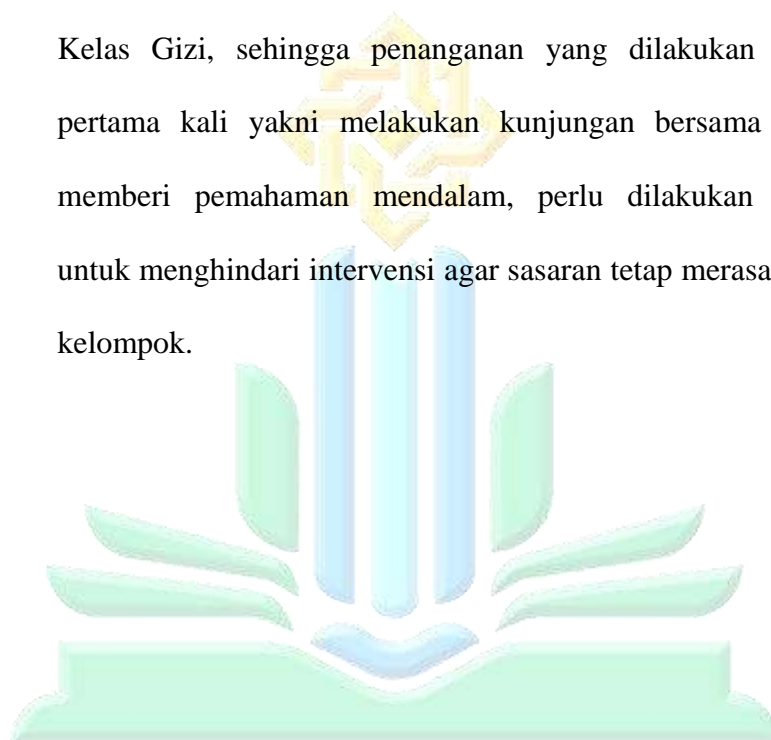 Kelas Gizi, sehingga penanganan yang dilakukan
pertama kali yakni melakukan kunjungan bersama
memberi pemahaman mendalam, perlu dilakukan
untuk menghindari intervensi agar sasaran tetap merasa
kelompok.